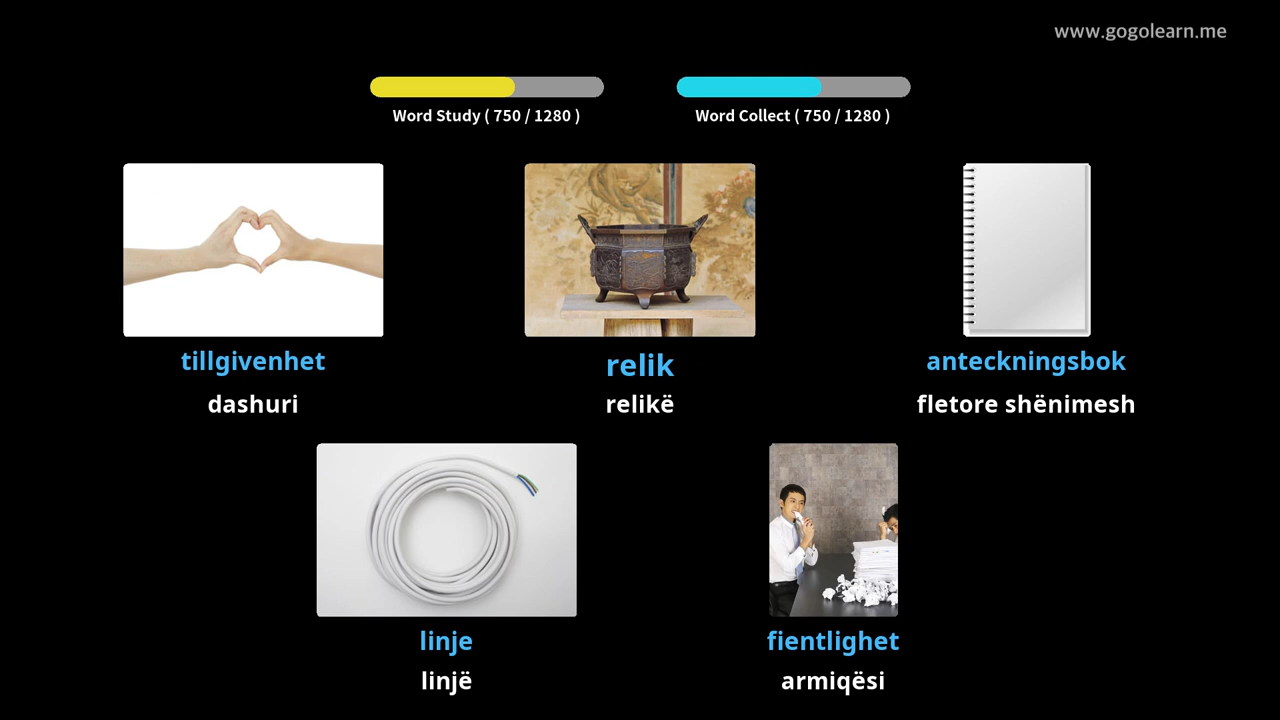 www.gogolearn.me
Word Study ( 750 / 1280 )
Word Collect ( 750 / 1280 )
tillgivenhet
dashuri
relik
relikë
anteckningsbok
fletore shënimesh
linje
linjë
fientlighet
armiqësi